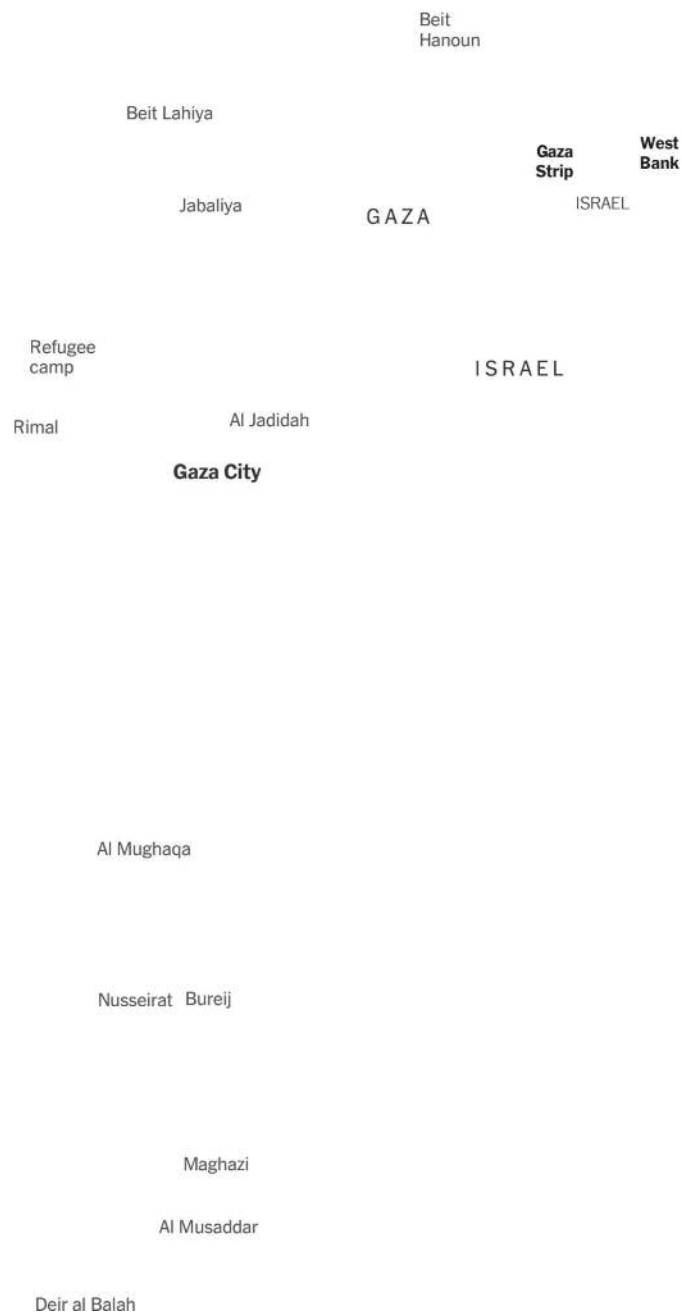 Beit
Hanoun
Beit Lahiya
Gaza
Strip
West
Bank
ISRAEL
Jabaliya
GAZA
Refugee
camp
ISRAEL
Rimal
Al Jadidah
Gaza City
Al Mughaqa
Nusseirat Bureij
Maghazi
Al Musaddar
Deir al Balah